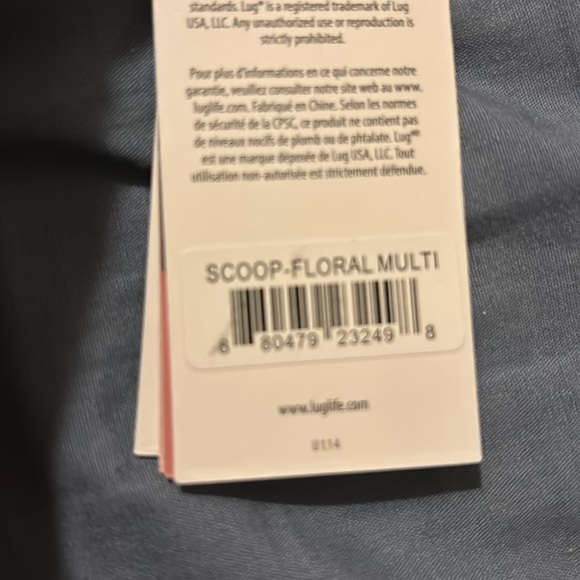 standards. Lug® is a registered trademark of Lug
USA, LLC. Any unauthorized use or reproduction is
strictly prohibited.
Pour plus d'informations en ce qui concerne notre
garantie, veuillez consulter notre site web au www.
luglife.com. Fabriqué en Chine. Selon les normes
de sécurité de la CPSC, ce produit ne contient pas
de niveaux nocifs de plomb ou de phtalate. Lug
est une marque déposée de Lug USA, LLC. Tout
utilisation non-autorisée est strictement défendue.
SCOOP-FLORAL MULTI
8 80479 23249 8
www.luglife.com
0114